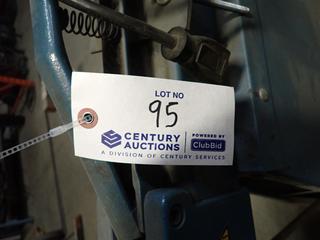 LOT NO
95
CENTURY AUCTIONS
POWERED BY
ClubBid
A DIVISION OF CENTURY SERVICES